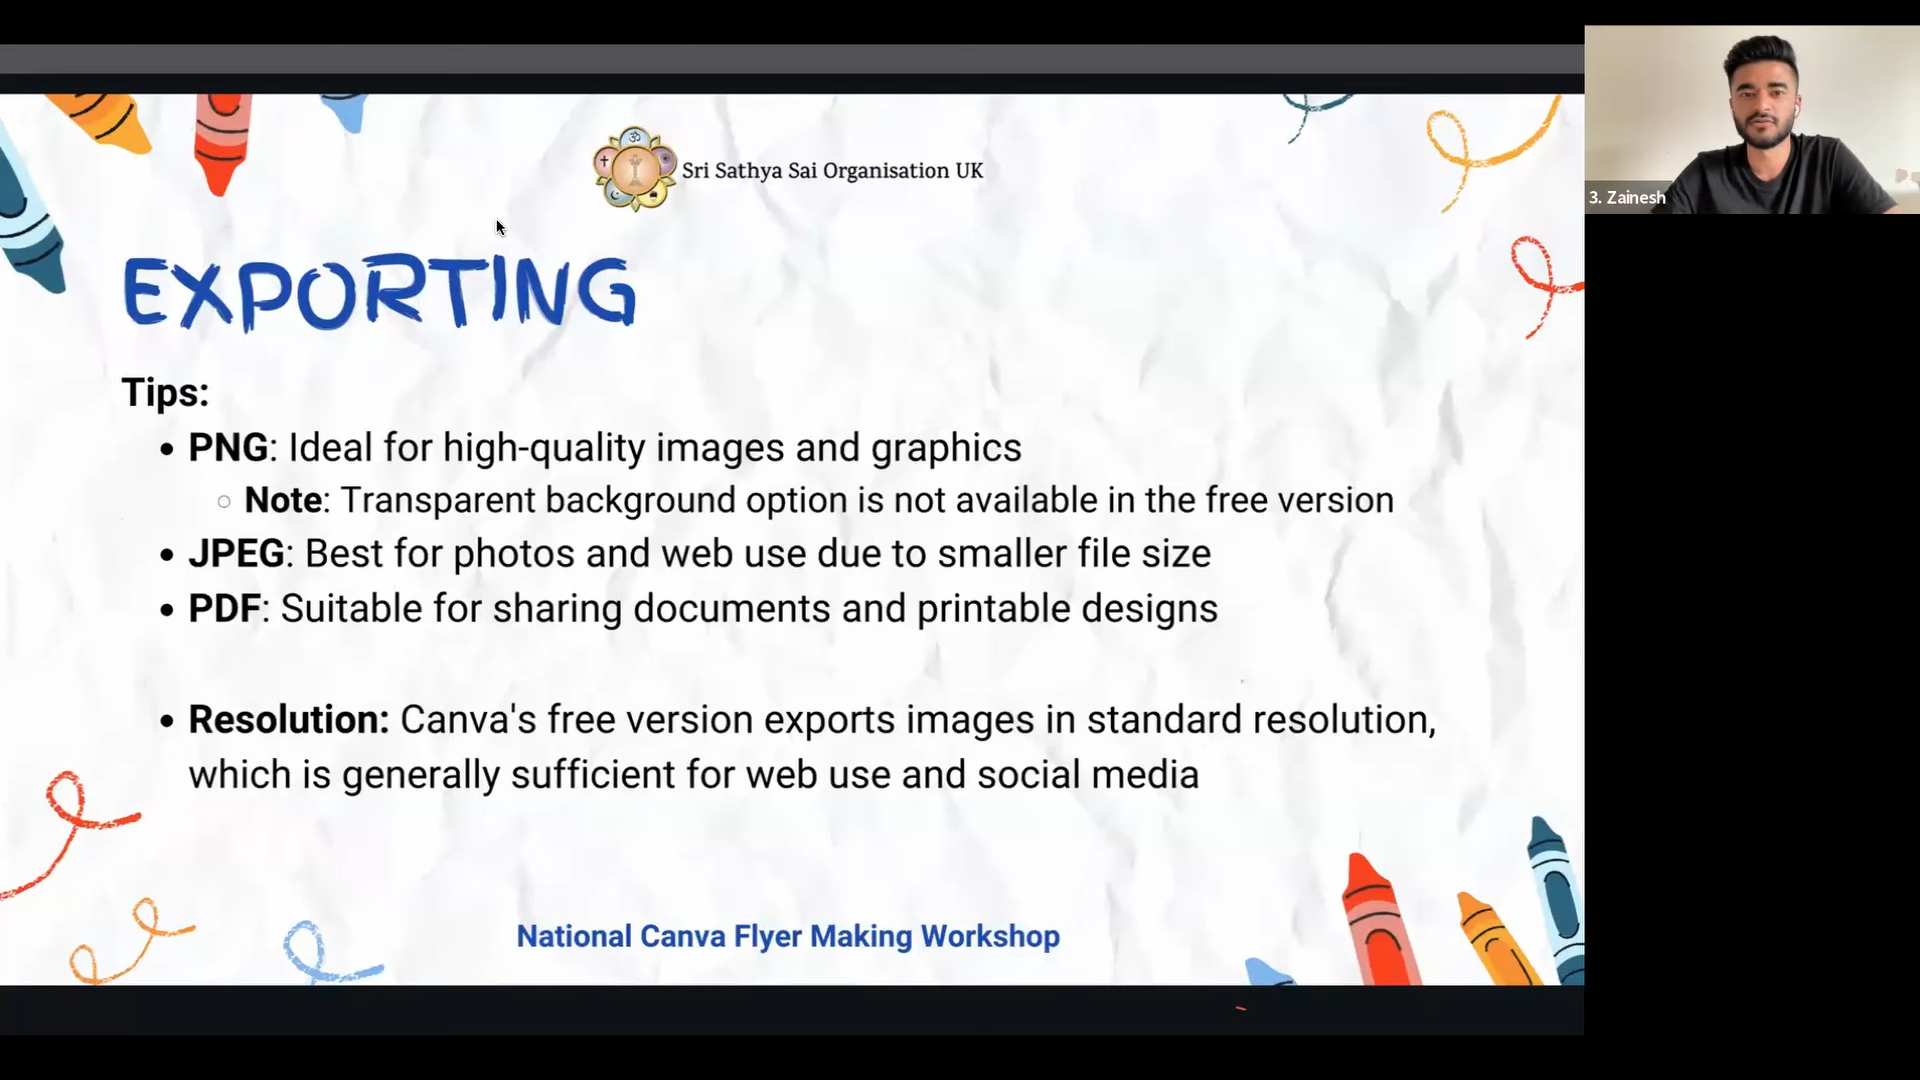 Sri Sathya Sai Organisation UK
3. Zainesh
EXPORTING
Tips:
• PNG: Ideal for high-quality images and graphics
○ Note: Transparent background option is not available in the free version
• JPEG: Best for photos and web use due to smaller file size
• PDF: Suitable for sharing documents and printable designs
• Resolution: Canva's free version exports images in standard resolution,
which is generally sufficient for web use and social media
National Canva Flyer Making Workshop